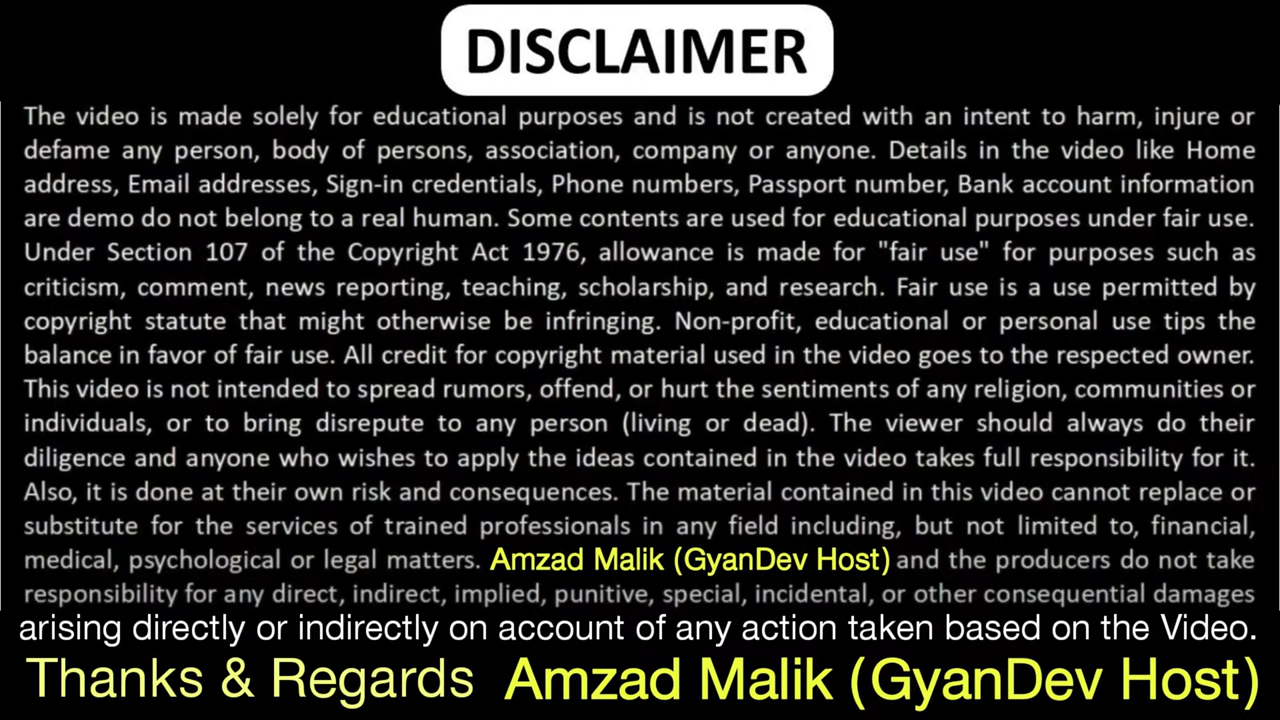 DISCLAIMER
The video is made solely for educational purposes and is not created with an intent to harm, injure or
defame any person, body of persons, association, company or anyone. Details in the video like Home
address, Email addresses, Sign-in credentials, Phone numbers, Passport number, Bank account information
are demo do not belong to a real human. Some contents are used for educational purposes under fair use.
Under Section 107 of the Copyright Act 1976, allowance is made for "fair use" for purposes such as
criticism, comment, news reporting, teaching, scholarship, and research. Fair use is a use permitted by
copyright statute that might otherwise be infringing. Non-profit, educational or personal use tips the
balance in favor of fair use. All credit for copyright material used in the video goes to the respected owner.
This video is not intended to spread rumors, offend, or hurt the sentiments of any religion, communities or
individuals, or to bring disrepute to any person (living or dead). The viewer should always do their
diligence and anyone who wishes to apply the ideas contained in the video takes full responsibility for it.
Also, it is done at their own risk and consequences. The material contained in this video cannot replace or
substitute for the services of trained professionals in any field including, but not limited to, financial,
medical, psychological or legal matters. Amzad Malik (GyanDev Host) and the producers do not take
responsibility for any direct, indirect, implied, punitive, special, incidental, or other consequential damages
arising directly or indirectly on account of any action taken based on the Video.
Thanks & Regards Amzad Malik (GyanDev Host)